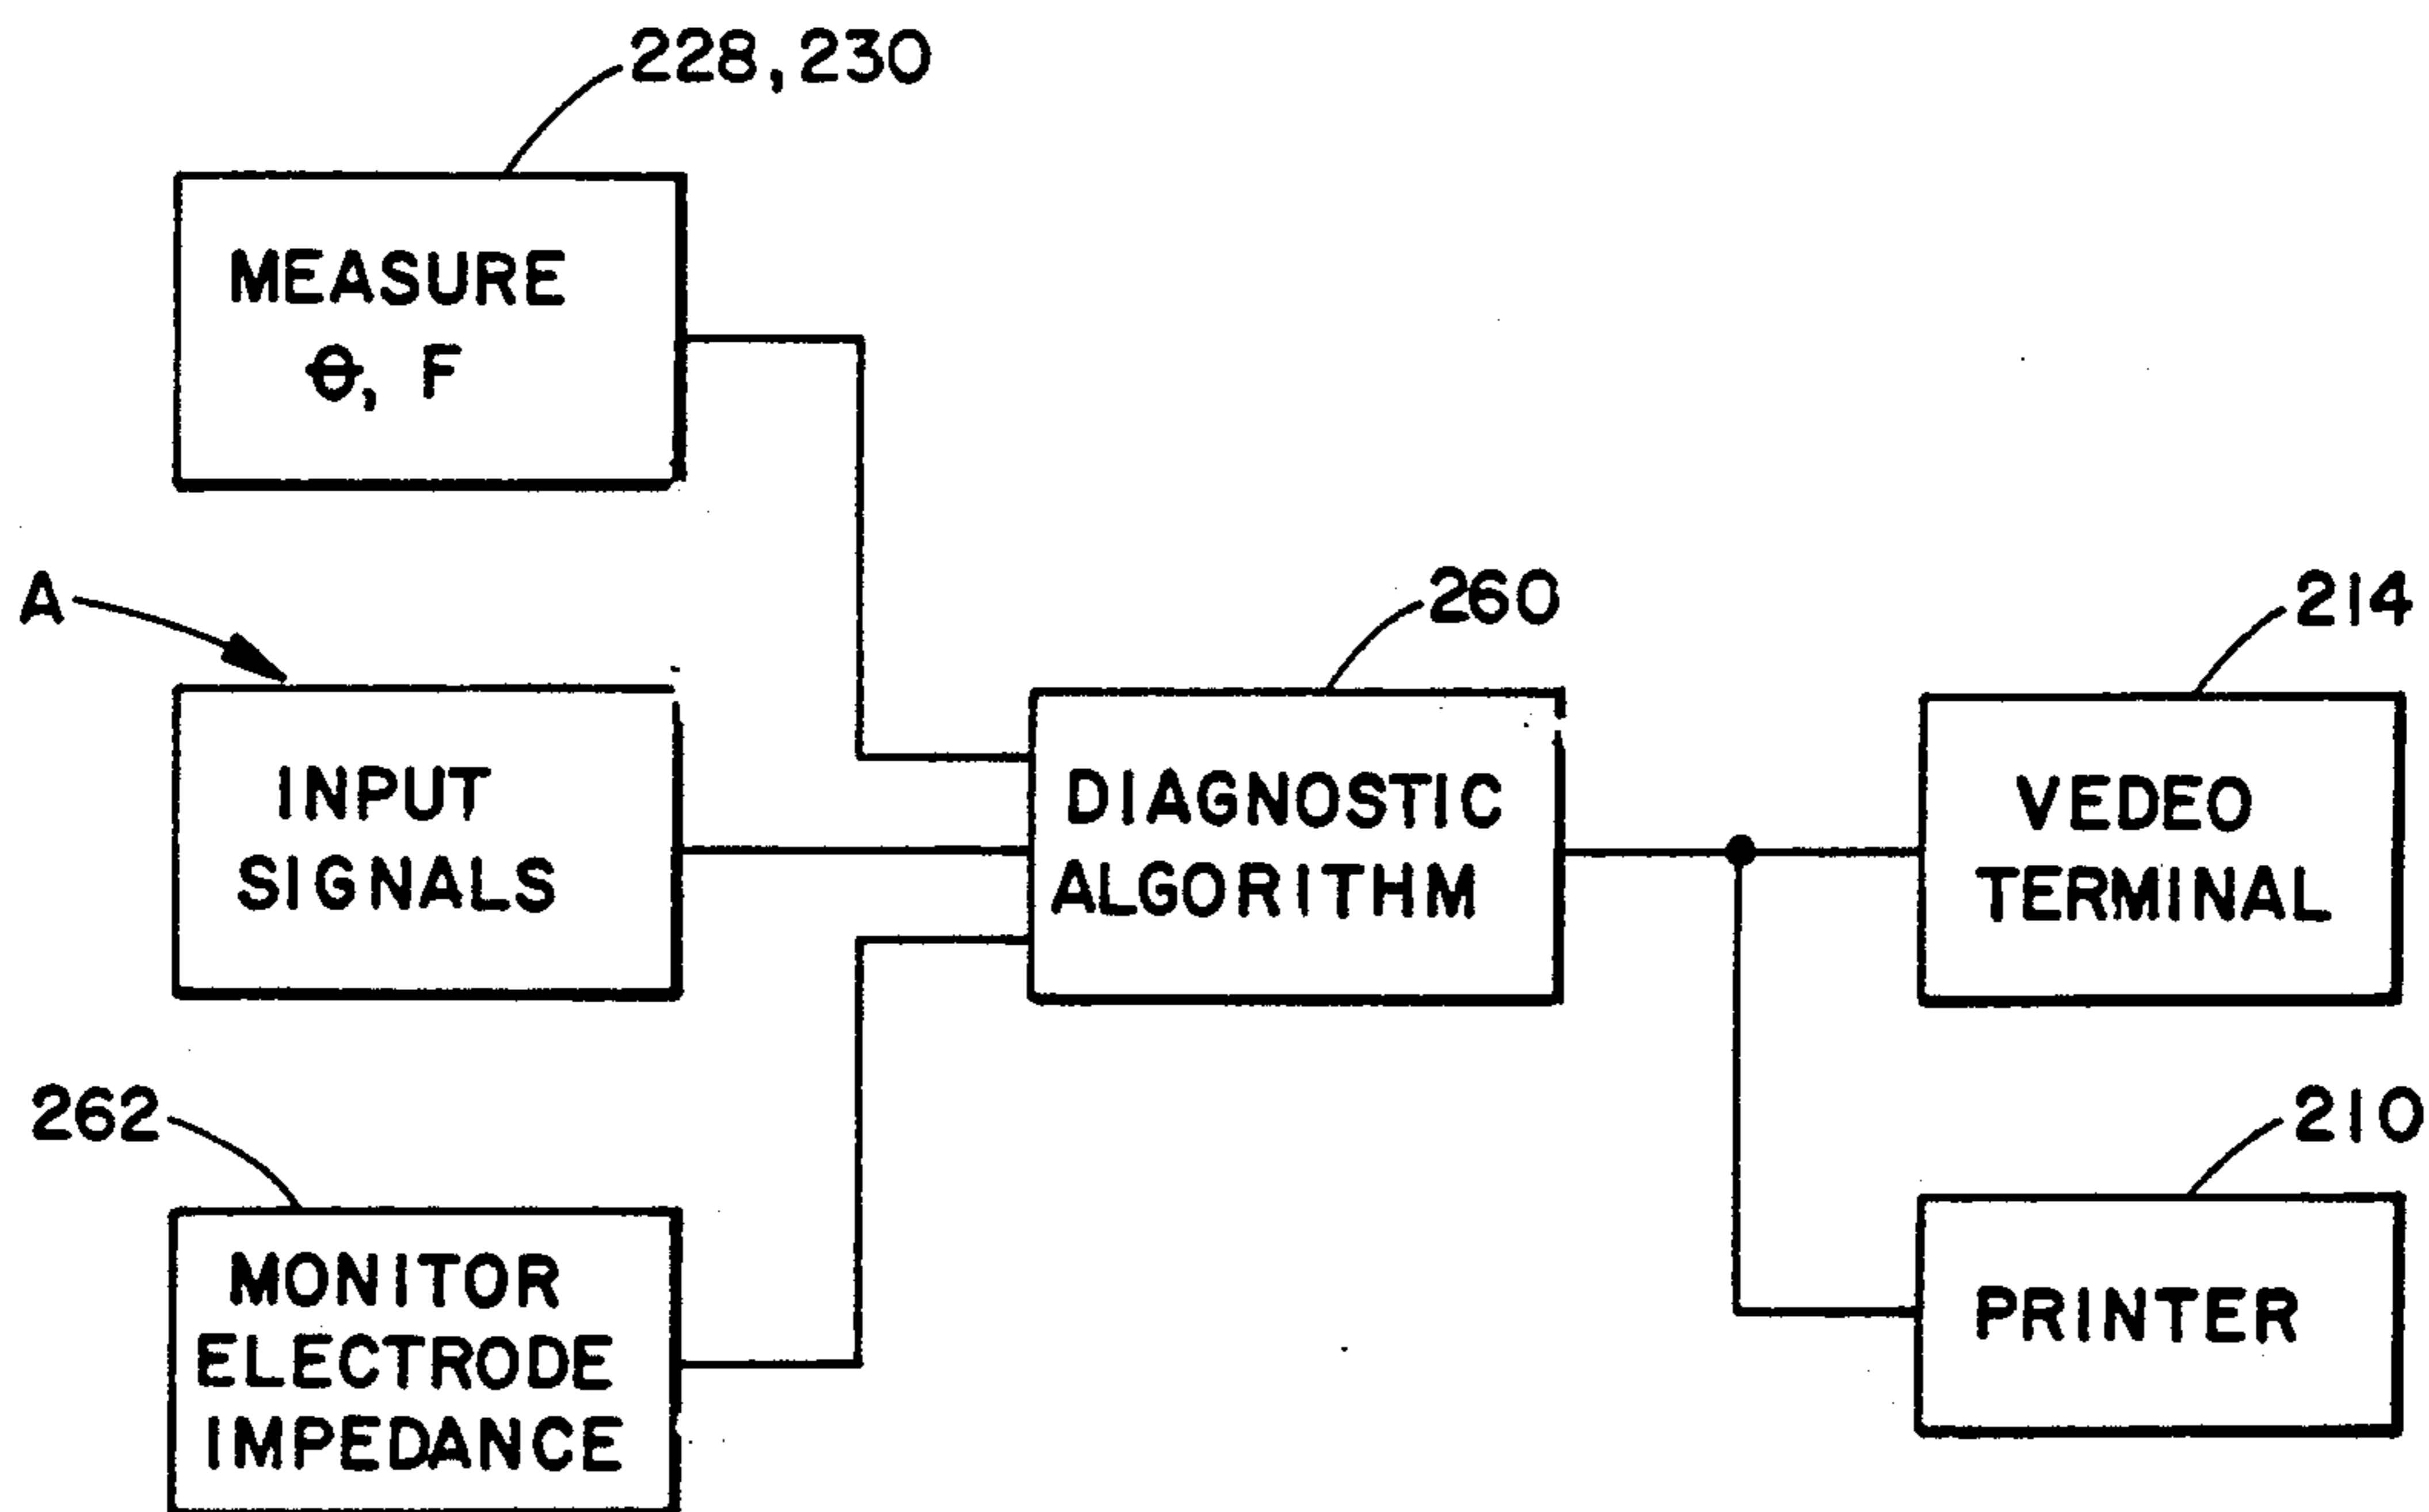 228,230
MEASURE
θ, F
A
INPUT
SIGNALS
260
DIAGNOSTIC
ALGORITHM
214
VEDEO
TERMINAL
262
MONITOR
ELECTRODE
IMPEDANCE
210
PRINTER